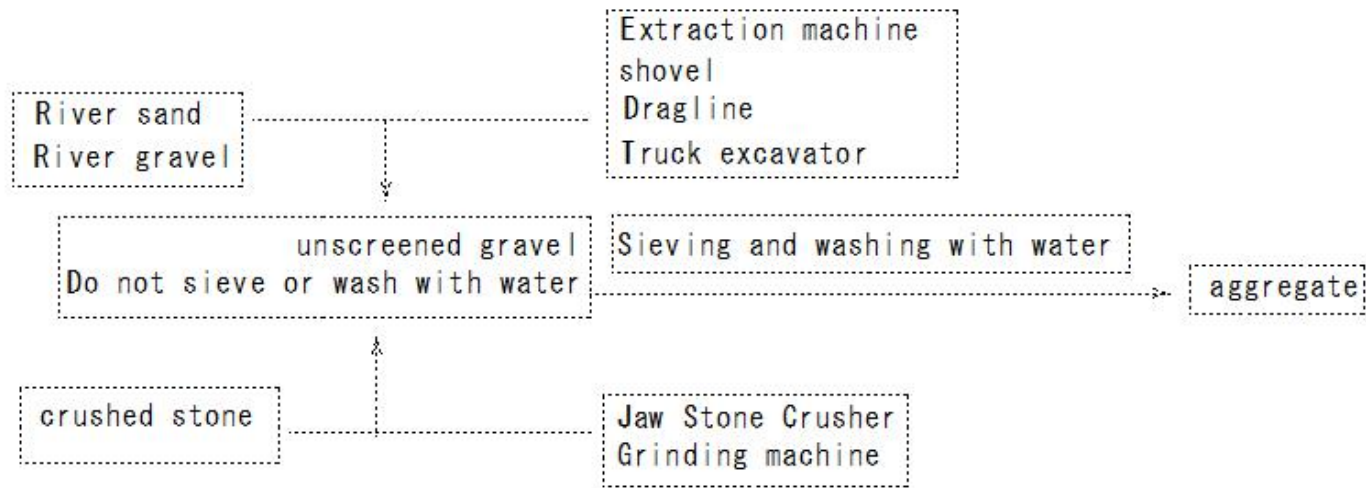 Extraction machine
shovel
Dragline
Truck excavator
River sand
River gravel
unscreened gravel
Do not sieve or wash with water
Sieving and washing with water
aggregate
crushed stone
Jaw Stone Crusher
Grinding machine